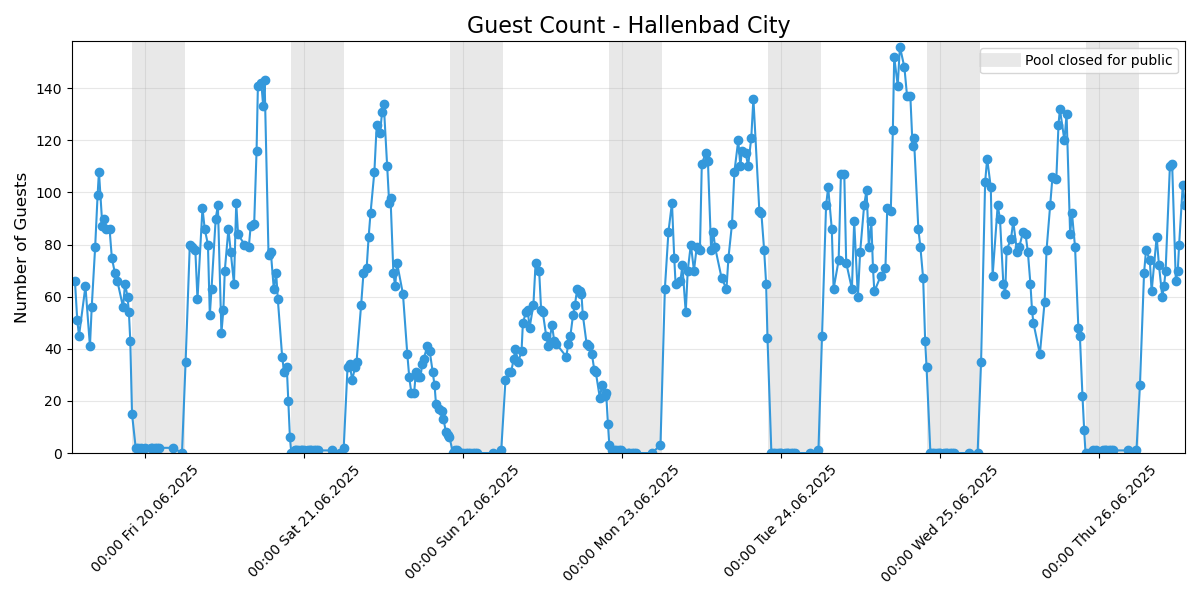 Guest Count - Hallenbad City
Pool closed for public
Number of Guests
140
120
100
80
60
40
20
0
00:00 Fri 20.06.2025
00:00 Sat 21.06.2025
00:00 Sun 22.06.2025
00:00 Mon 23.06.2025
00:00 Tue 24.06.2025
00:00 Wed 25.06.2025
00:00 Thu 26.06.2025